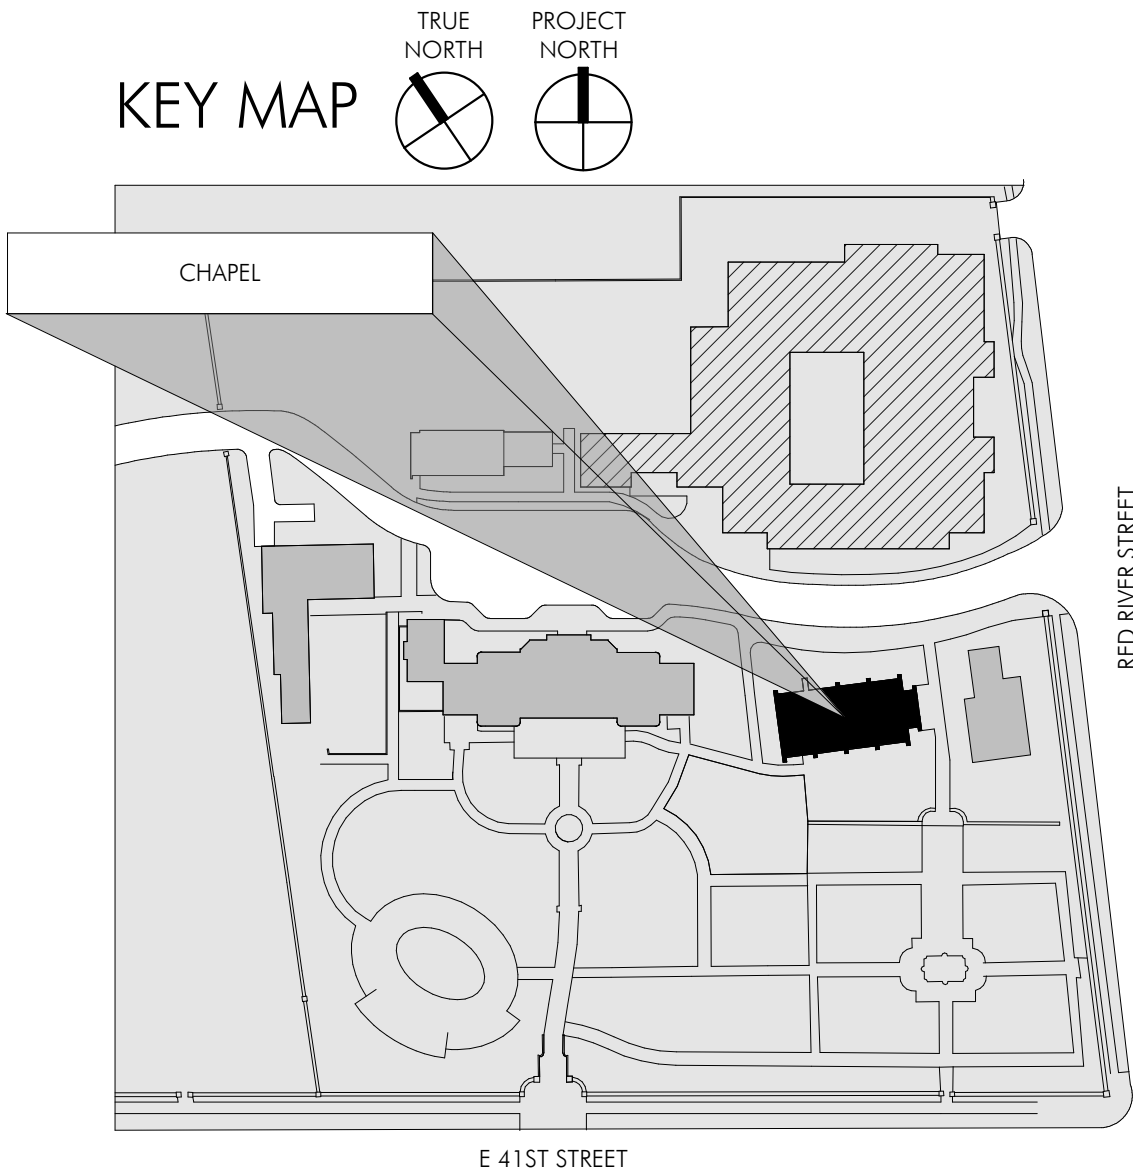 TRUE
NORTH
PROJECT
NORTH
KEY MAP
CHAPEL
RED RIVER STREET
E 41ST STREET